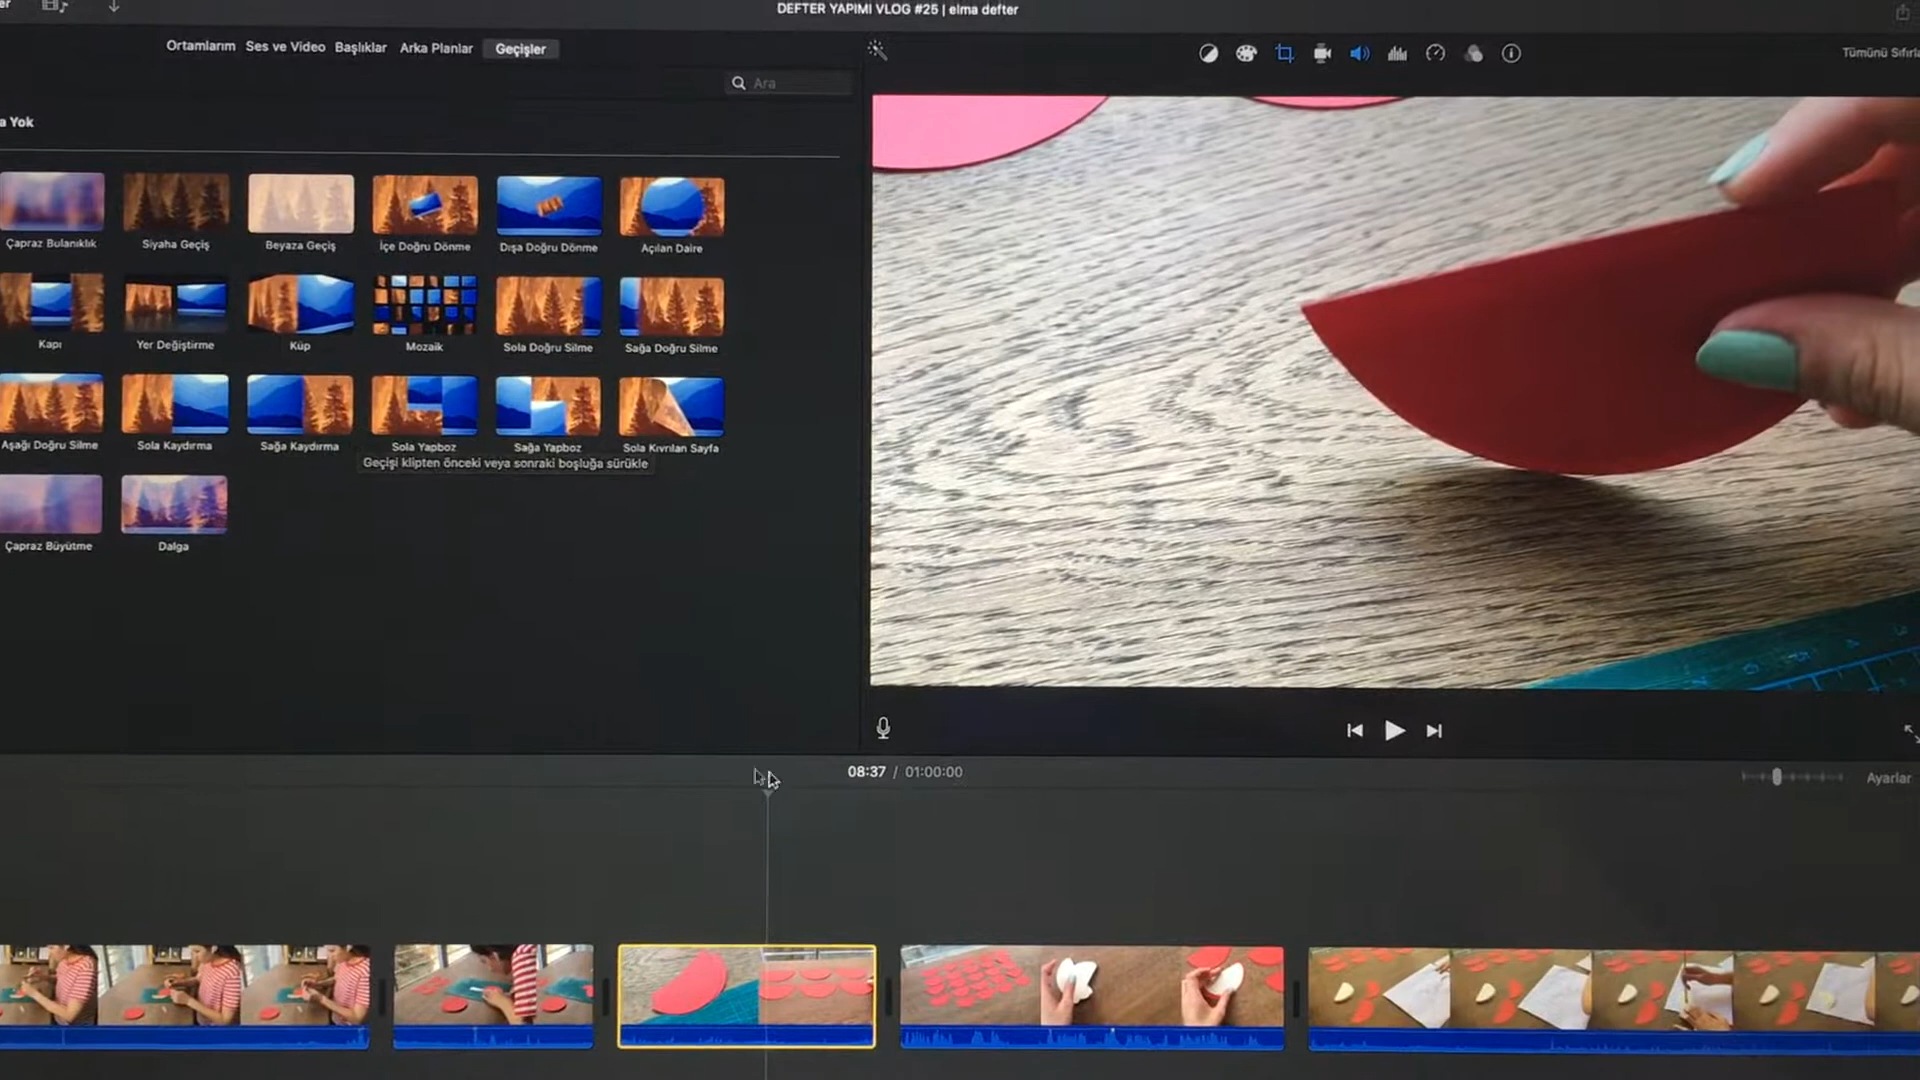 DEFTER YAPIMI VLOG #25 | elma defter
Ortamlarım Ses ve Video Başlıklar Arka Planlar Geçişler
Ara
Tümünü Sıfırla
a Yok
Çapraz Bulanıklık Siyaha Geçiş Beyaza Geçiş İçe Doğru Dönme Dışa Doğru Dönme Açılan Daire
Kapı Yer Değiştirme Küp Mozaik Sola Doğru Silme Sağa Doğru Silme
Aşağı Doğru Silme Sola Kaydırma Sağa Kaydırma Sola Yapboz Sağa Yapboz Sola Kıvrılan Sayfa
Geçişi klipten önceki veya sonraki boşluğa sürükle
Çapraz Büyütme Dalga
08:37 / 01:00:00
Ayarlar